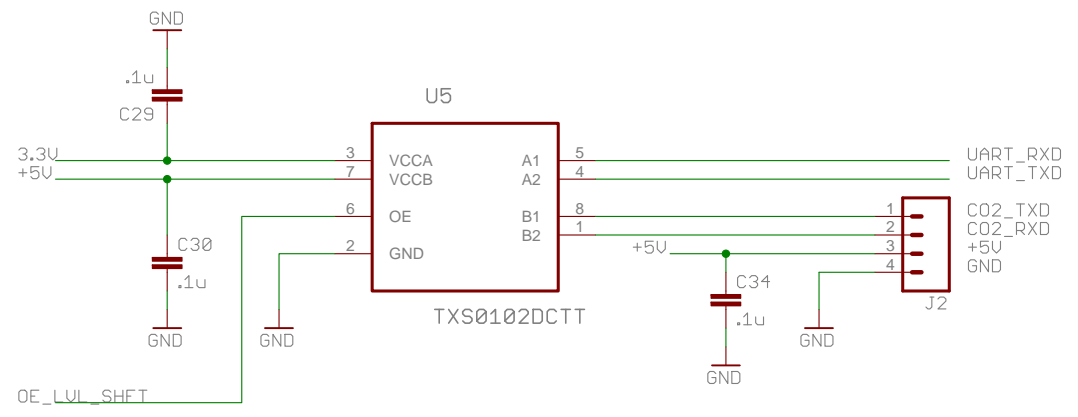 GND
.1u
C29
U5
3.3V
+5V
3
7
6
2
VCCA
VCCB
OE
GND
A1
A2
B1
B2
5
4
8
1
UART_RXD
UART_TXD
1
2
3
4
CO2_TXD
CO2_RXD
+5V
GND
+5V
C30
.1u
C34
.1u
J2
TXS0102DCTT
GND
GND
GND
GND
OE_LVL_SHFT